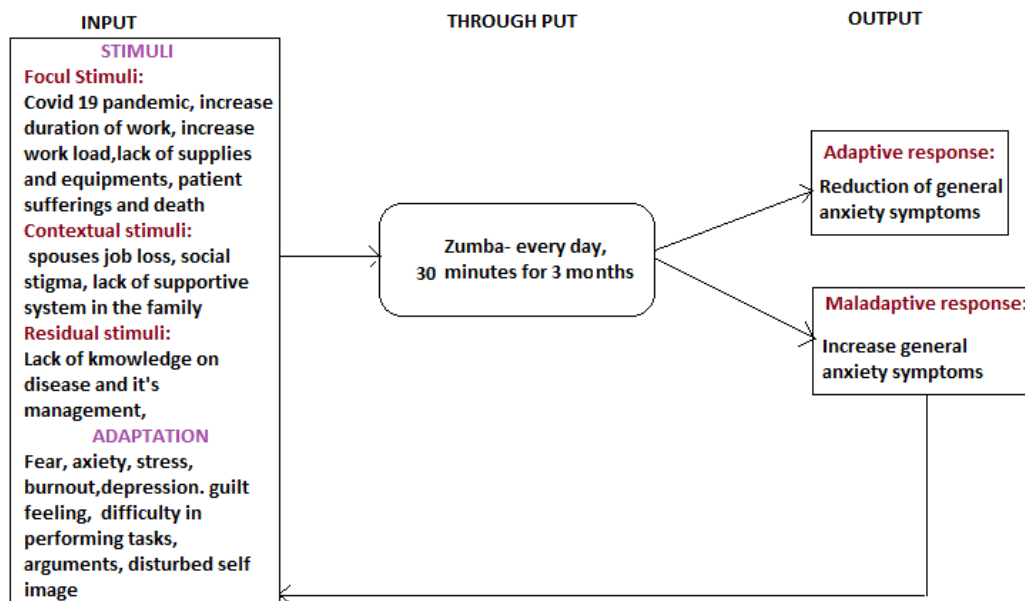 INPUT
THROUGH PUT
OUTPUT
STIMULI
Focul Stimuli:
Covid 19 pandemic, increase
duration of work, increase
work load,lack of supplies
and equipments, patient
sufferings and death
Contextual stimuli:
spouses job loss, social
stigma, lack of supportive
system in the family
Residual stimuli:
Lack of kmowledge on
disease and it's
management,
ADAPTATION
Fear, axiety, stress,
burnout,depression. guilt
feeling, difficulty in
performing tasks,
arguments, disturbed self
image
Zumba- every day,
30 minutes for 3 months
Adaptive response:
Reduction of general
anxiety symptoms
Maladaptive response:
Increase general
anxiety symptoms